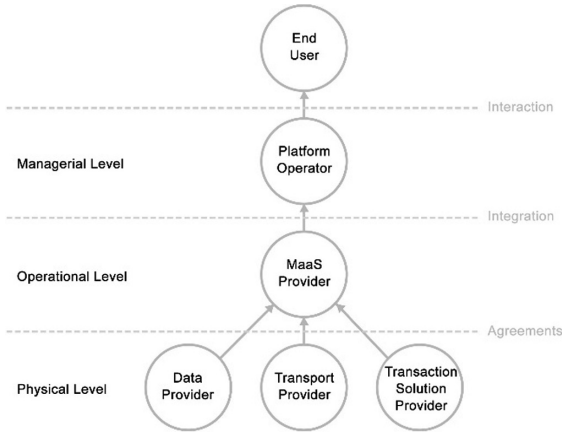 End
User
Interaction
Managerial Level
Platform
Operator
Integration
Operational Level
MaaS
Provider
Agreements
Physical Level
Data
Provider
Transport
Provider
Transaction
Solution
Provider